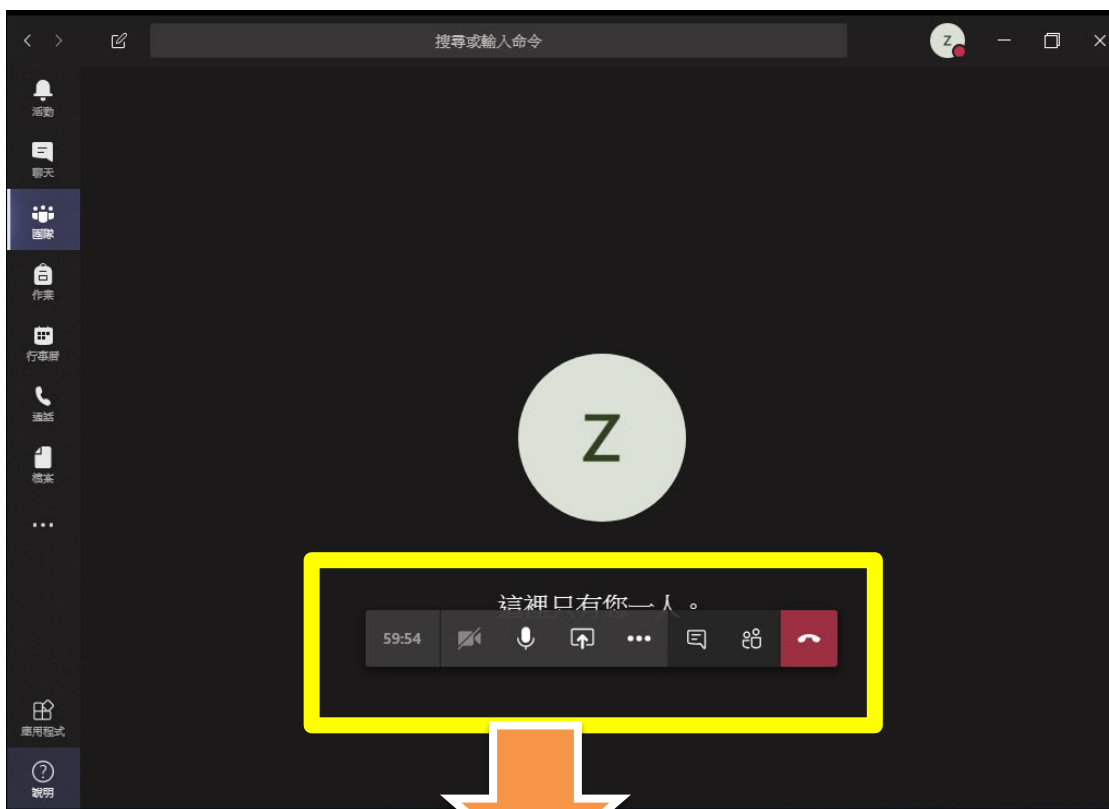 搜尋或輸入命令
Z
活動
聊天
團隊
作業
行事曆
通話
檔案
Z
這裡只有您一人。
59:54
應用程式
說明